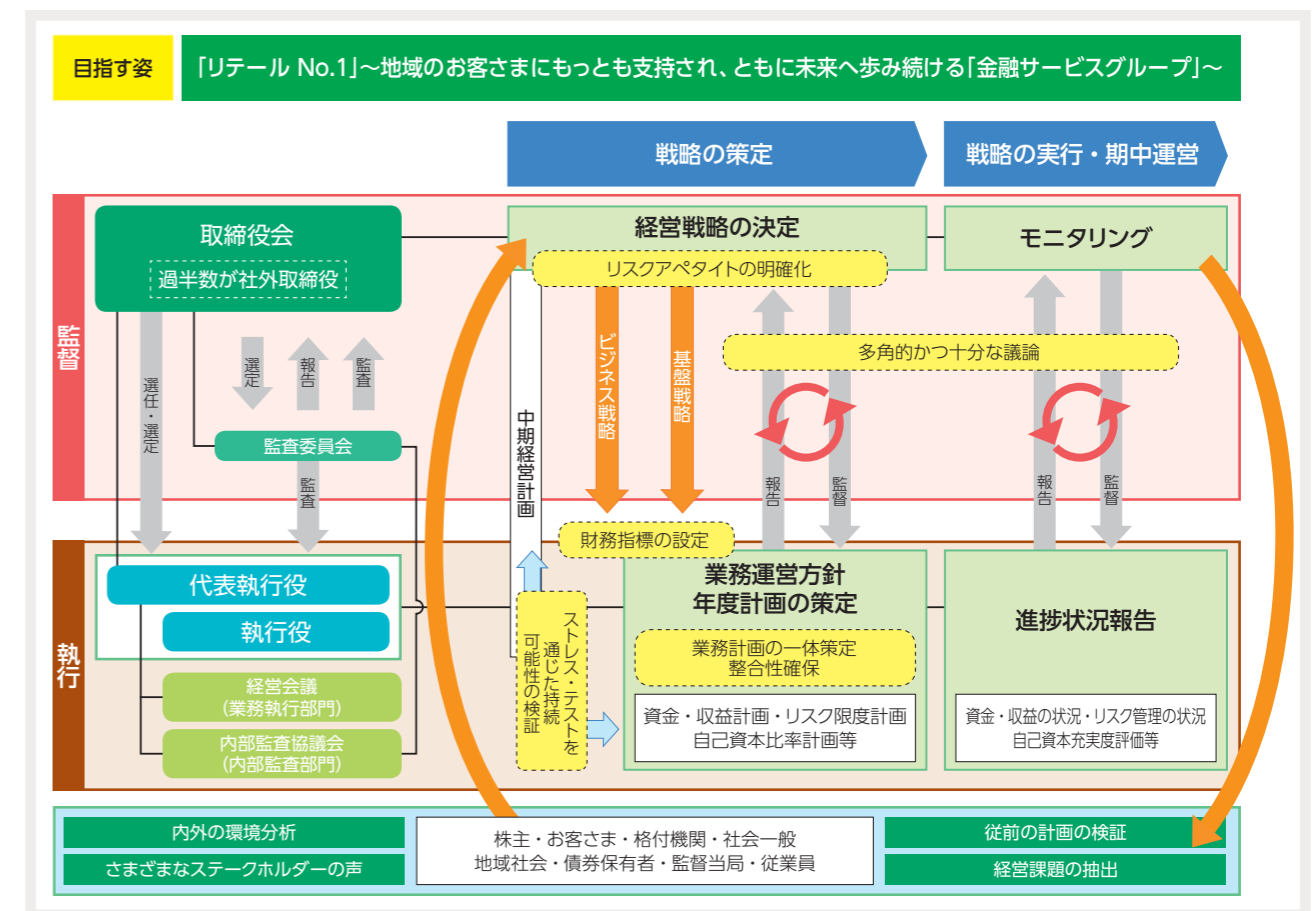 目指す姿
「リテール No.1」～地域のお客さまにもっとも支持され、ともに未来へ歩み続ける「金融サービスグループ」～
戦略の策定
戦略の実行・期中運営
監督
取締役会
過半数が社外取締役
経営戦略の決定
リスクアペタイトの明確化
モニタリング
多角的かつ十分な議論
選任・選定
選定
報告
監査
監査委員会
監査
中期経営計画
ビジネス戦略
基盤戦略
報告
監督
報告
監督
執行
代表執行役
執行役
経営会議
(業務執行部門)
内部監査協議会
(内部監査部門)
財務指標の設定
ストレス・テストを
通じた持続
可能性の検証
業務運営方針
年度計画の策定
業務計画の一体策定
整合性確保
資金・収益計画・リスク限度計画
自己資本比率計画等
進捗状況報告
資金・収益の状況・リスク管理の状況
自己資本充実度評価等
内外の環境分析
さまざまなステークホルダーの声
株主・お客さま・格付機関・社会一般
地域社会・債券保有者・監督当局・従業員
従前の計画の検証
経営課題の抽出